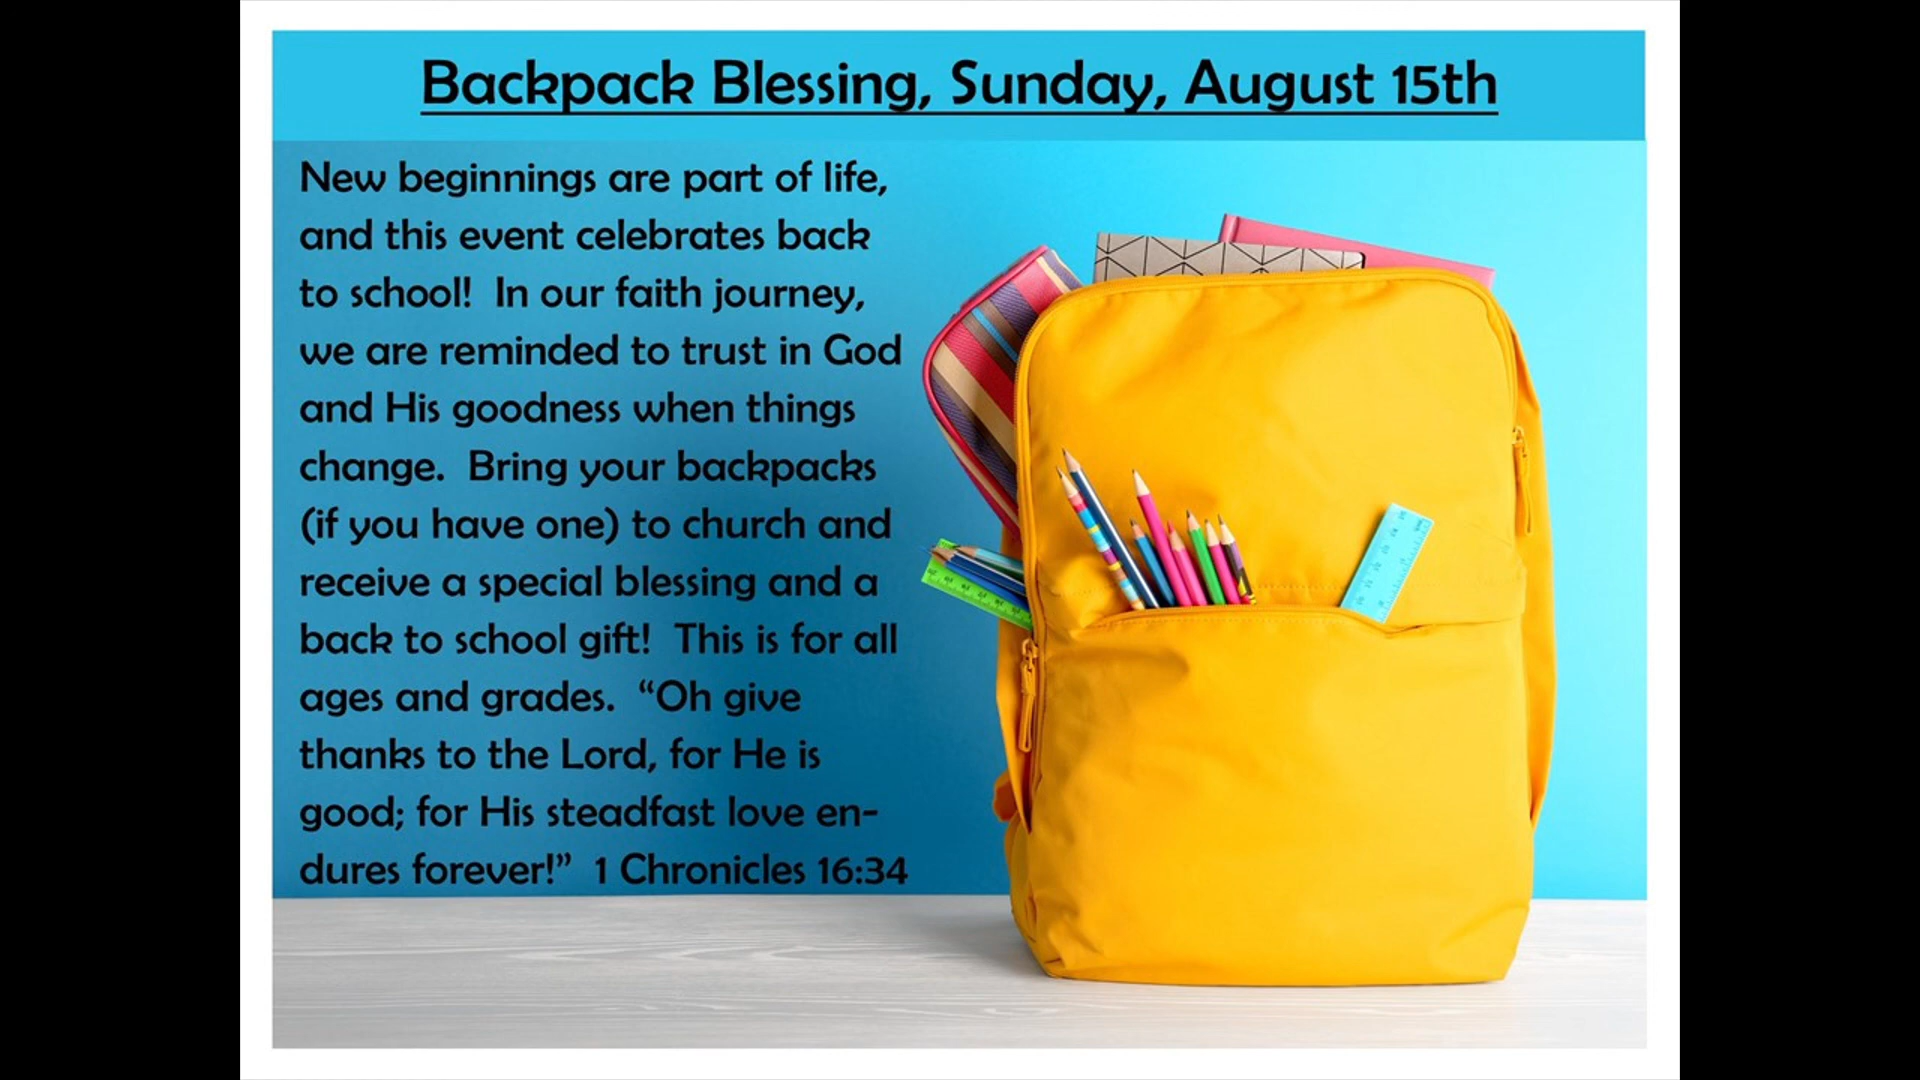 Backpack Blessing, Sunday, August 15th
New beginnings are part of life,
and this event celebrates back
to school!  In our faith journey,
we are reminded to trust in God
and His goodness when things
change.  Bring your backpacks
(if you have one) to church and
receive a special blessing and a
back to school gift!  This is for all
ages and grades.  “Oh give
thanks to the Lord, for He is
good; for His steadfast love en-
dures forever!”  1 Chronicles 16:34